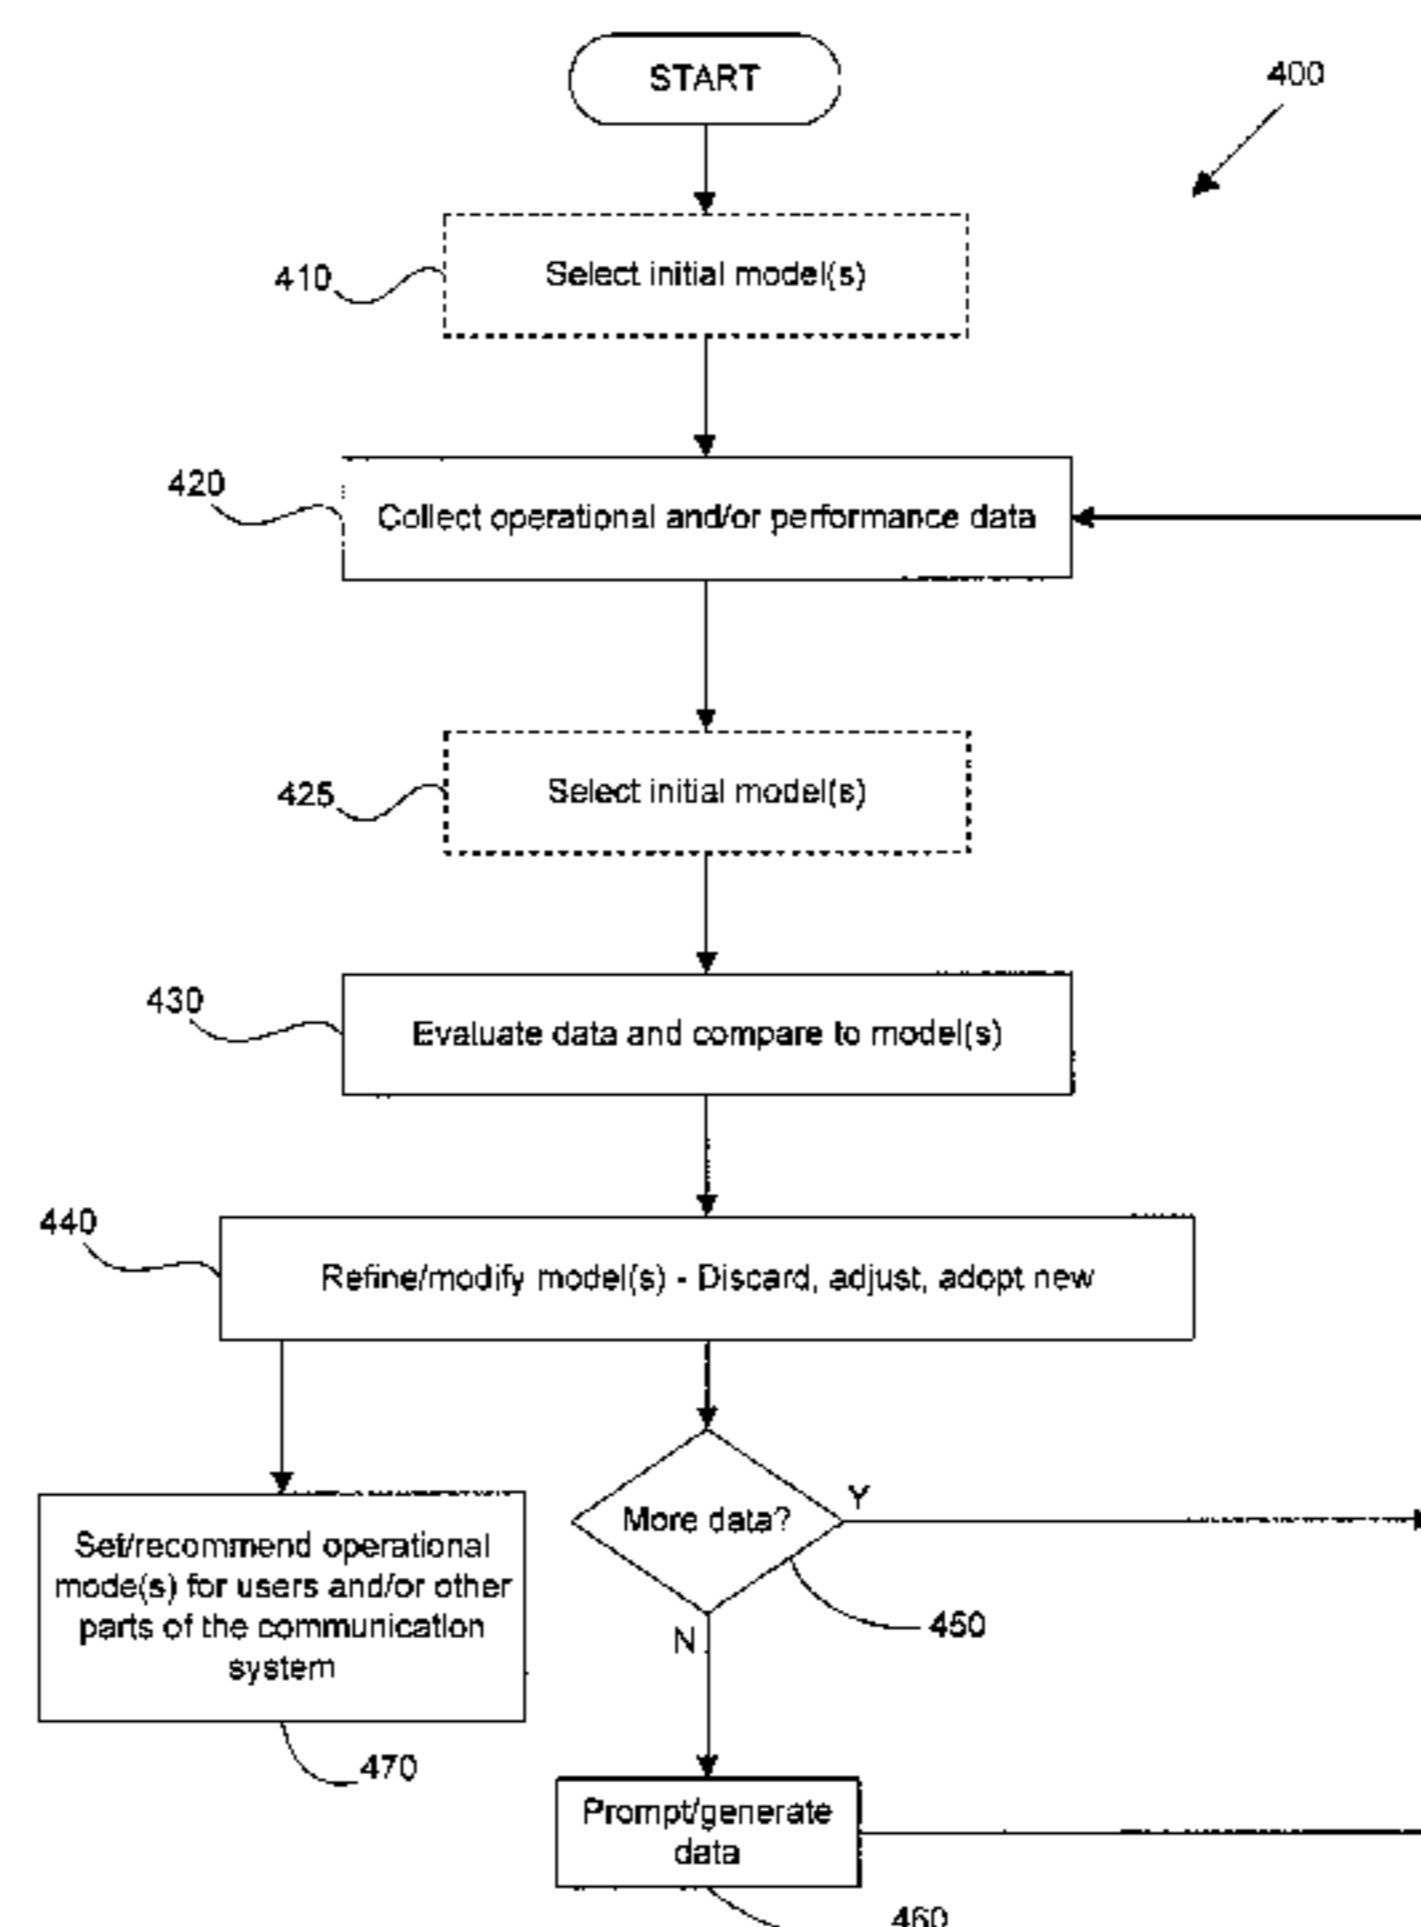 START
400
410
Select initial model(s)
420
Collect operational and/or performance data
425
Select initial model(s)
430
Evaluate data and compare to model(s)
440
Refine/modify model(s) - Discard, adjust, adopt new
More data?
Y
N
450
Set/recommend operational
mode(s) for users and/or other
parts of the communication
system
470
Prompt/generate
data
460